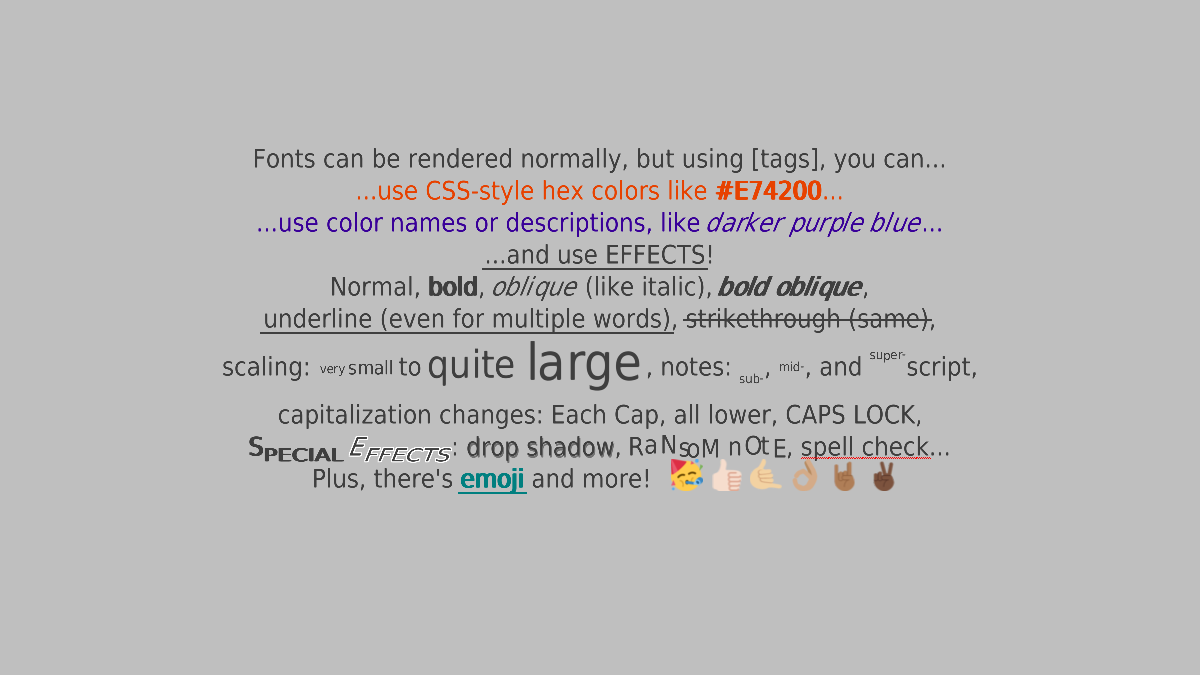 Fonts can be rendered normally, but using [tags], you can...
...use CSS-style hex colors like #E74200...
...use color names or descriptions, like darker purple blue...
...and use EFFECTS!
Normal, bold, oblique (like italic), bold oblique,
underline (even for multiple words), strikethrough (same),
scaling: very small to quite large, notes: sub-, mid-, and super-script,
capitalization changes: Each Cap, all lower, CAPS LOCK,
SPECIAL EFFECTS: drop shadow, RaNsoM nOtE, spell check...
Plus, there's emoji and more! 🥳👍🏻🤙🏼👌🏽🤘🏾✌🏿